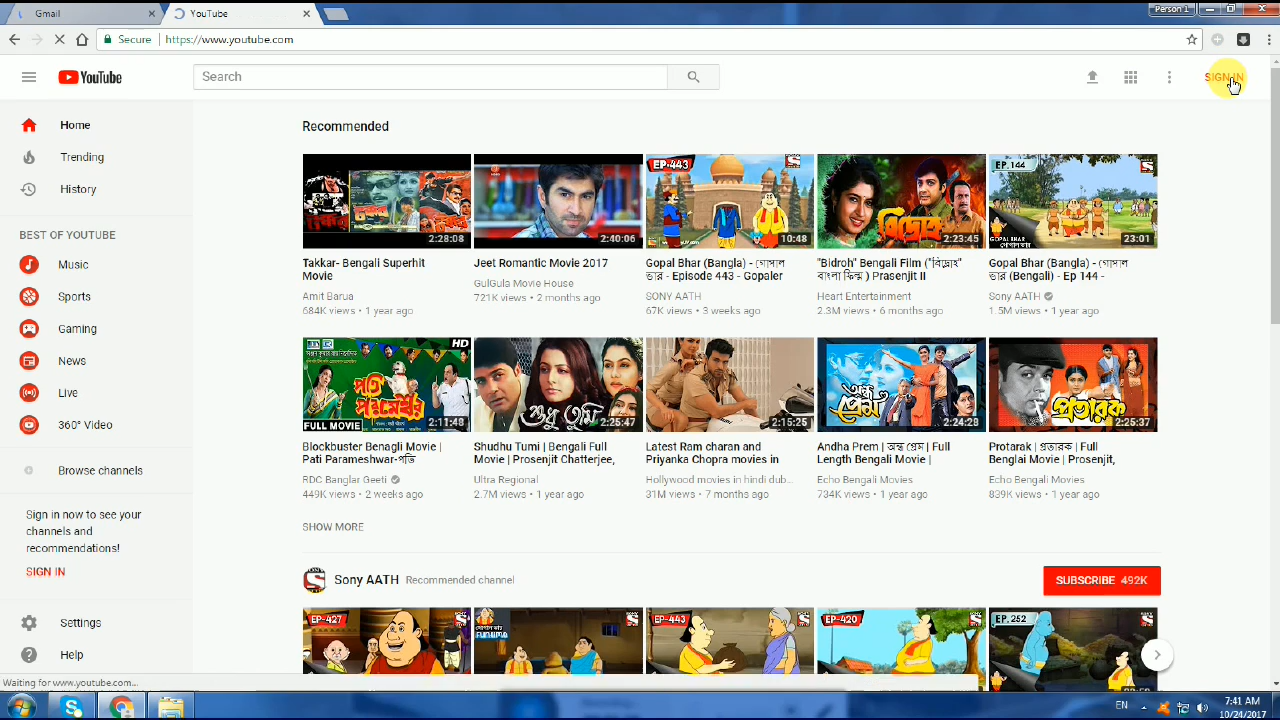 Gmail
YouTube
Person 1
Secure
https://www.youtube.com
YouTube
Search
SIGN IN
Home
Trending
History
BEST OF YOUTUBE
Music
Sports
Gaming
News
Live
360° Video
Browse channels
Sign in now to see your
channels and
recommendations!
SIGN IN
Settings
Help
Recommended
2:28:08
2:40:06
EP-443
10:48
বিদ্রোহ
2:23:45
EP.144
GOPAL BHAR
23:01
Takkar- Bengali Superhit
Movie
Amit Barua
684K views • 1 year ago
Jeet Romantic Movie 2017
GulGula Movie House
721K views • 2 months ago
Gopal Bhar (Bangla) - গোপাল
ভার - Episode 443 - Gopaler
SONY AATH
67K views • 3 weeks ago
"Bidroh" Bengali Film ("বিদ্রোহ"
বাংলা ফিল্ম ) Prasenjit II
Heart Entertainment
2.3M views • 6 months ago
Gopal Bhar (Bangla) - গোপাল
ভার (Bengali) - Ep 144 -
Sony AATH
1.5M views • 1 year ago
HD
পতি পরমেশ্বর
FULL MOVIE
2:11:48
শুধু তুমি
2:25:47
2:15:25
অন্ধ প্রেম
2:24:28
প্রতারক
2:25:37
Blockbuster Benagli Movie |
Pati Parameshwar-পতি
RDC Banglar Geeti
449K views • 2 weeks ago
Shudhu Tumi | Bengali Full
Movie | Prosenjit Chatterjee,
Ultra Regional
2.7M views • 1 year ago
Latest Ram charan and
Priyanka Chopra movies in
Hollywood movies in hindi dub...
31M views • 7 months ago
Andha Prem | অন্ধ প্রেম | Full
Length Bengali Movie |
Echo Bengali Movies
734K views • 1 year ago
Protarak | প্রতারক | Full
Benglai Movie | Prosenjit,
Echo Bengali Movies
839K views • 1 year ago
SHOW MORE
Sony AATH
Recommended channel
SUBSCRIBE 492K
EP-427
EP-443
EP-420
EP. 252
Waiting for www.youtube.com...
EN
7:41 AM
10/24/2017